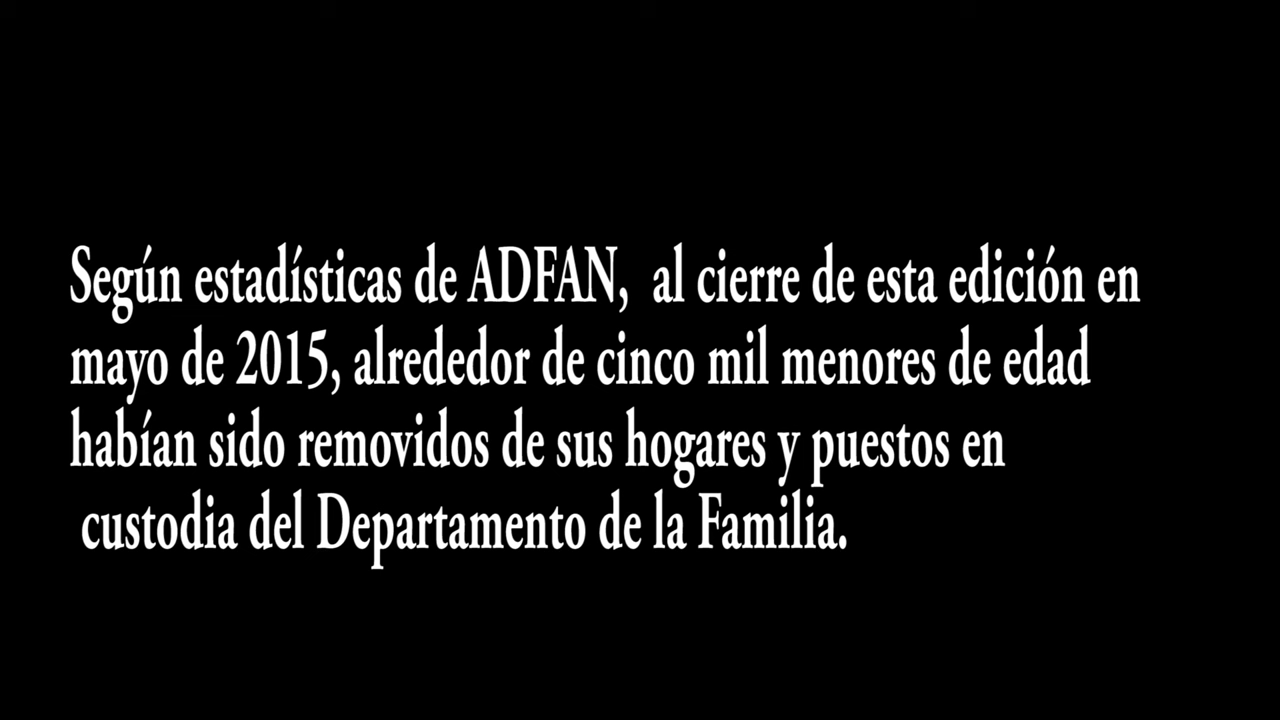 Según estadísticas de ADFAN, al cierre de esta edición en
mayo de 2015, alrededor de cinco mil menores de edad
habían sido removidos de sus hogares y puestos en
custodia del Departamento de la Familia.